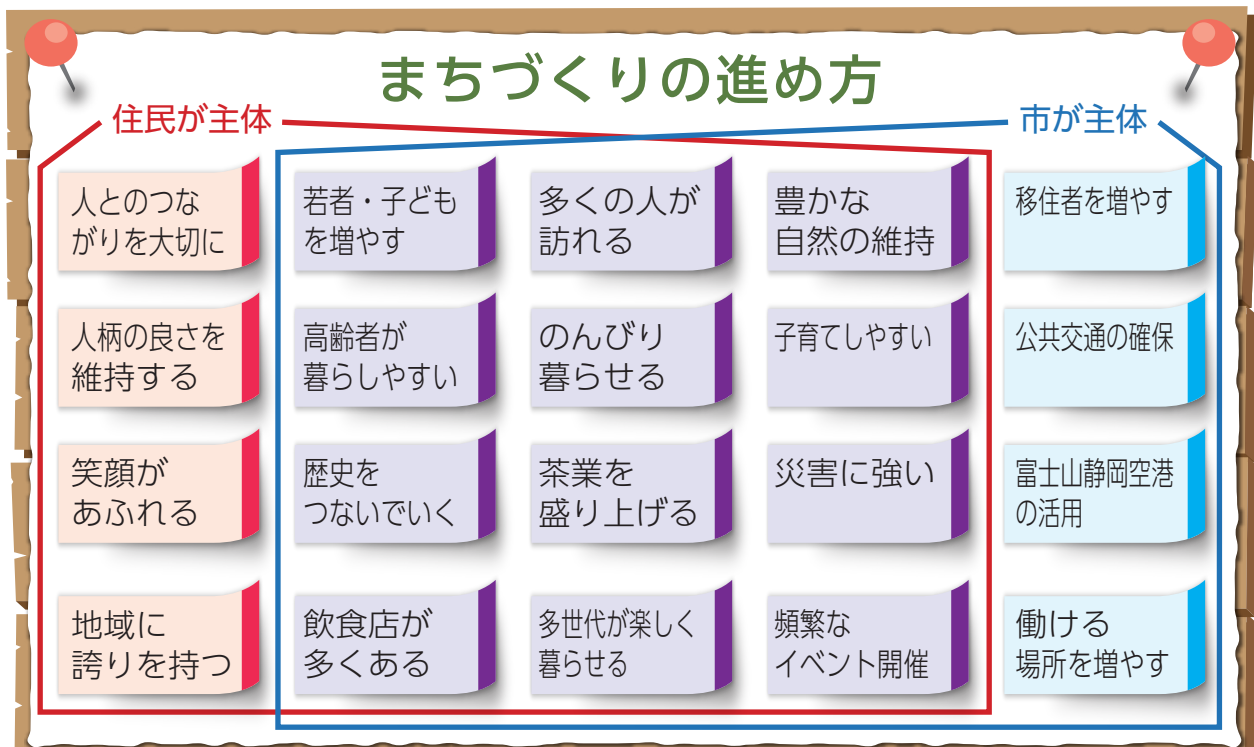 まちづくりの進め方
住民が主体
市が主体
人とのつな
がりを大切に
若者・子ども
を増やす
多くの人が
訪れる
豊かな
自然の維持
移住者を増やす
人柄の良さを
維持する
高齢者が
暮らしやすい
のんびり
暮らせる
子育てしやすい
公共交通の確保
笑顔が
あふれる
歴史を
つないでいく
茶業を
盛り上げる
災害に強い
富士山静岡空港
の活用
地域に
誇りを持つ
飲食店が
多くある
多世代が楽しく
暮らせる
頻繁な
イベント開催
働ける
場所を増やす